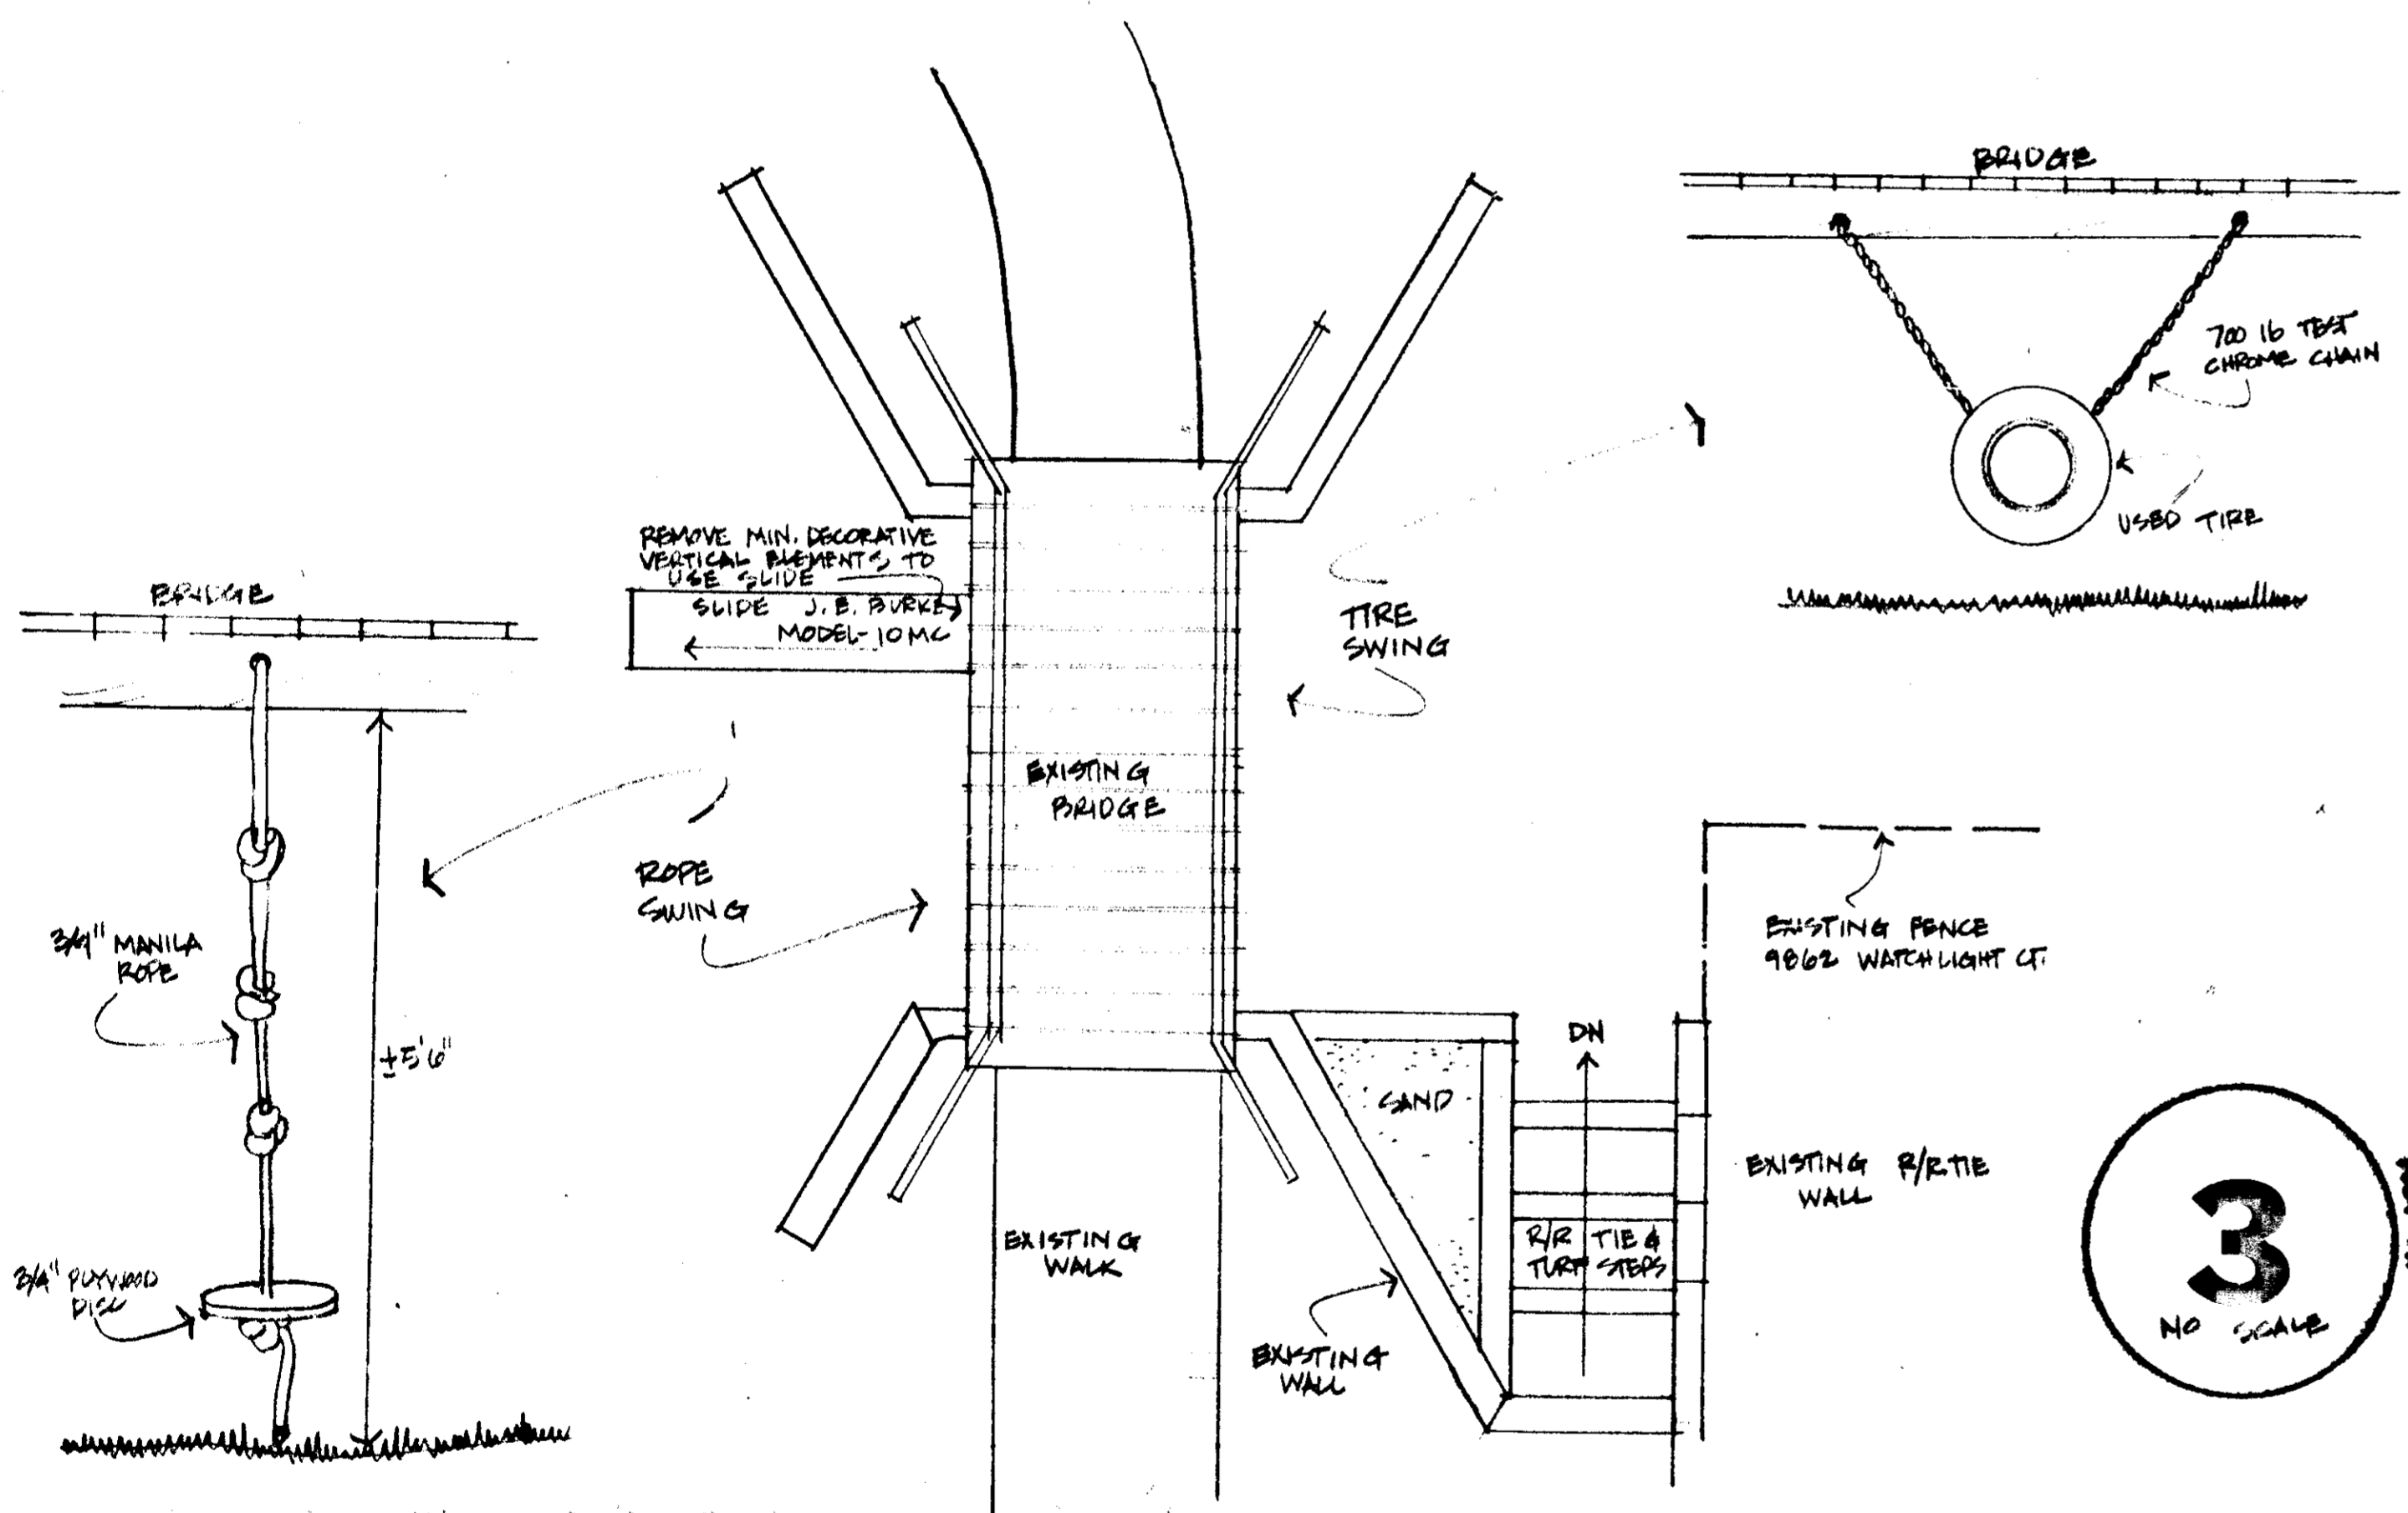 BRIDGE
700 lb TEST
CHROME CHAIN
USED TIRE
REMOVE MIN. DECORATIVE
VERTICAL ELEMENTS TO
USE SLIDE
SLIDE J. E. BURKE
MODEL-10MC
TIRE
SWING
BRIDGE
EXISTING
BRIDGE
ROPE
SWING
3/4" MANILA
ROPE
±5'6"
3/4" PLYWOOD
DISC
EXISTING FENCE
9862 WATCHLIGHT CT.
DN
SAND
EXISTING R/R TIE
WALL
R/R TIE &
TURF STEPS
EXISTING
WALK
EXISTING
WALL
3
NO SCALE